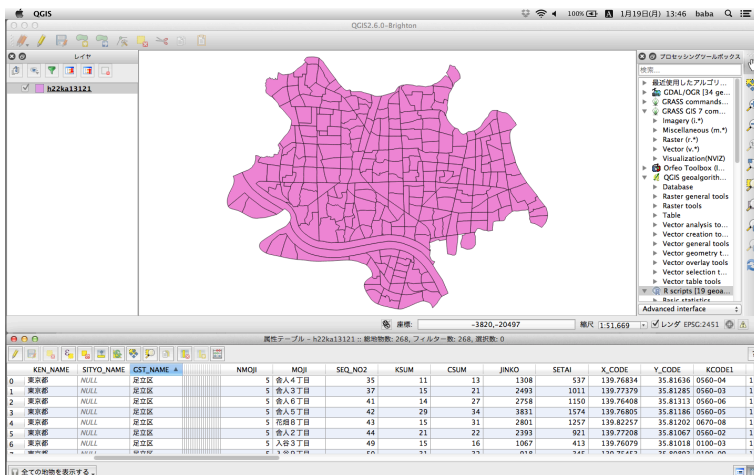 QGIS 100% 1月19日(月) 13:46 baba
QGIS2.6.0-Brighton
レイヤ
h22ka13121
プロセッシングツールボックス
検索...
最近使用したアルゴリ...
GDAL/OGR [34 ge...
GRASS commands...
GRASS GIS 7 com...
Imagery (i.*)
Miscellaneous (m.*)
Raster (r.*)
Vector (v.*)
Visualization(NVIZ)
Orfeo Toolbox (I...
QGIS geoalgorith...
Database
Raster general tools
Raster tools
Table
Vector analysis to...
Vector creation to...
Vector general tools
Vector geometry t...
Vector overlay tools
Vector selection t...
Vector table tools
R scripts [19 geoa...
Basic statistics
Advanced interface
座標: -3820,-20497 縮尺 1:51,669 レンダ EPSG:2451
属性テーブル - h22ka13121 :: 総地物数: 268, フィルター数: 268, 選択数: 0
KEN_NAME SITYO_NAME GST_NAME NMOJI MOJI SEQ_NO2 KSUM CSUM JINKO SETAI X_CODE Y_CODE KCODE1
0 東京都 NULL 足立区 5 舎人4丁目 35 11 13 1308 537 139.76834 35.81636 0560-04 1
1 東京都 NULL 足立区 5 舎人3丁目 37 15 21 2493 1011 139.77379 35.81285 0560-03 1
2 東京都 NULL 足立区 5 舎人6丁目 41 14 27 2758 1150 139.76408 35.81313 0560-06 1
3 東京都 NULL 足立区 5 舎人5丁目 42 29 34 3831 1574 139.76805 35.81186 0560-05 1
4 東京都 NULL 足立区 5 花畑8丁目 43 15 31 2801 1257 139.82257 35.81202 0670-08 1
5 東京都 NULL 足立区 5 舎人2丁目 44 21 22 2393 921 139.77208 35.81067 0560-02 1
6 東京都 NULL 足立区 5 入谷3丁目 49 15 16 1067 413 139.76079 35.81018 0100-03 1
全ての地物を表示する